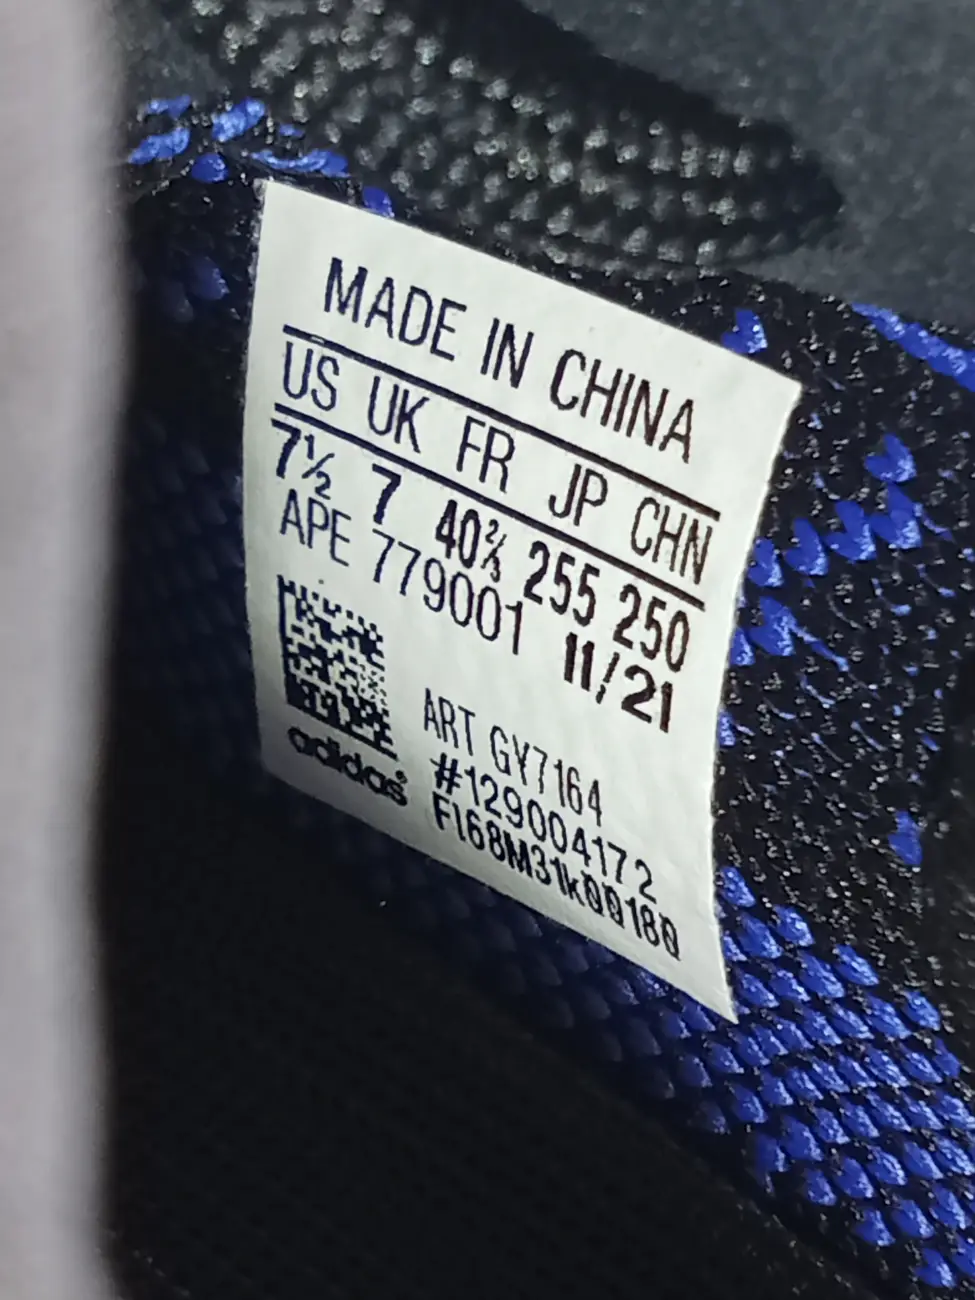 MADE IN CHINA
US UK FR JP CHN
7½ 7 40⅔ 255 250
APE 779001 11/21
adidas®
ART GY7164
#129004172
FI68M31K00180